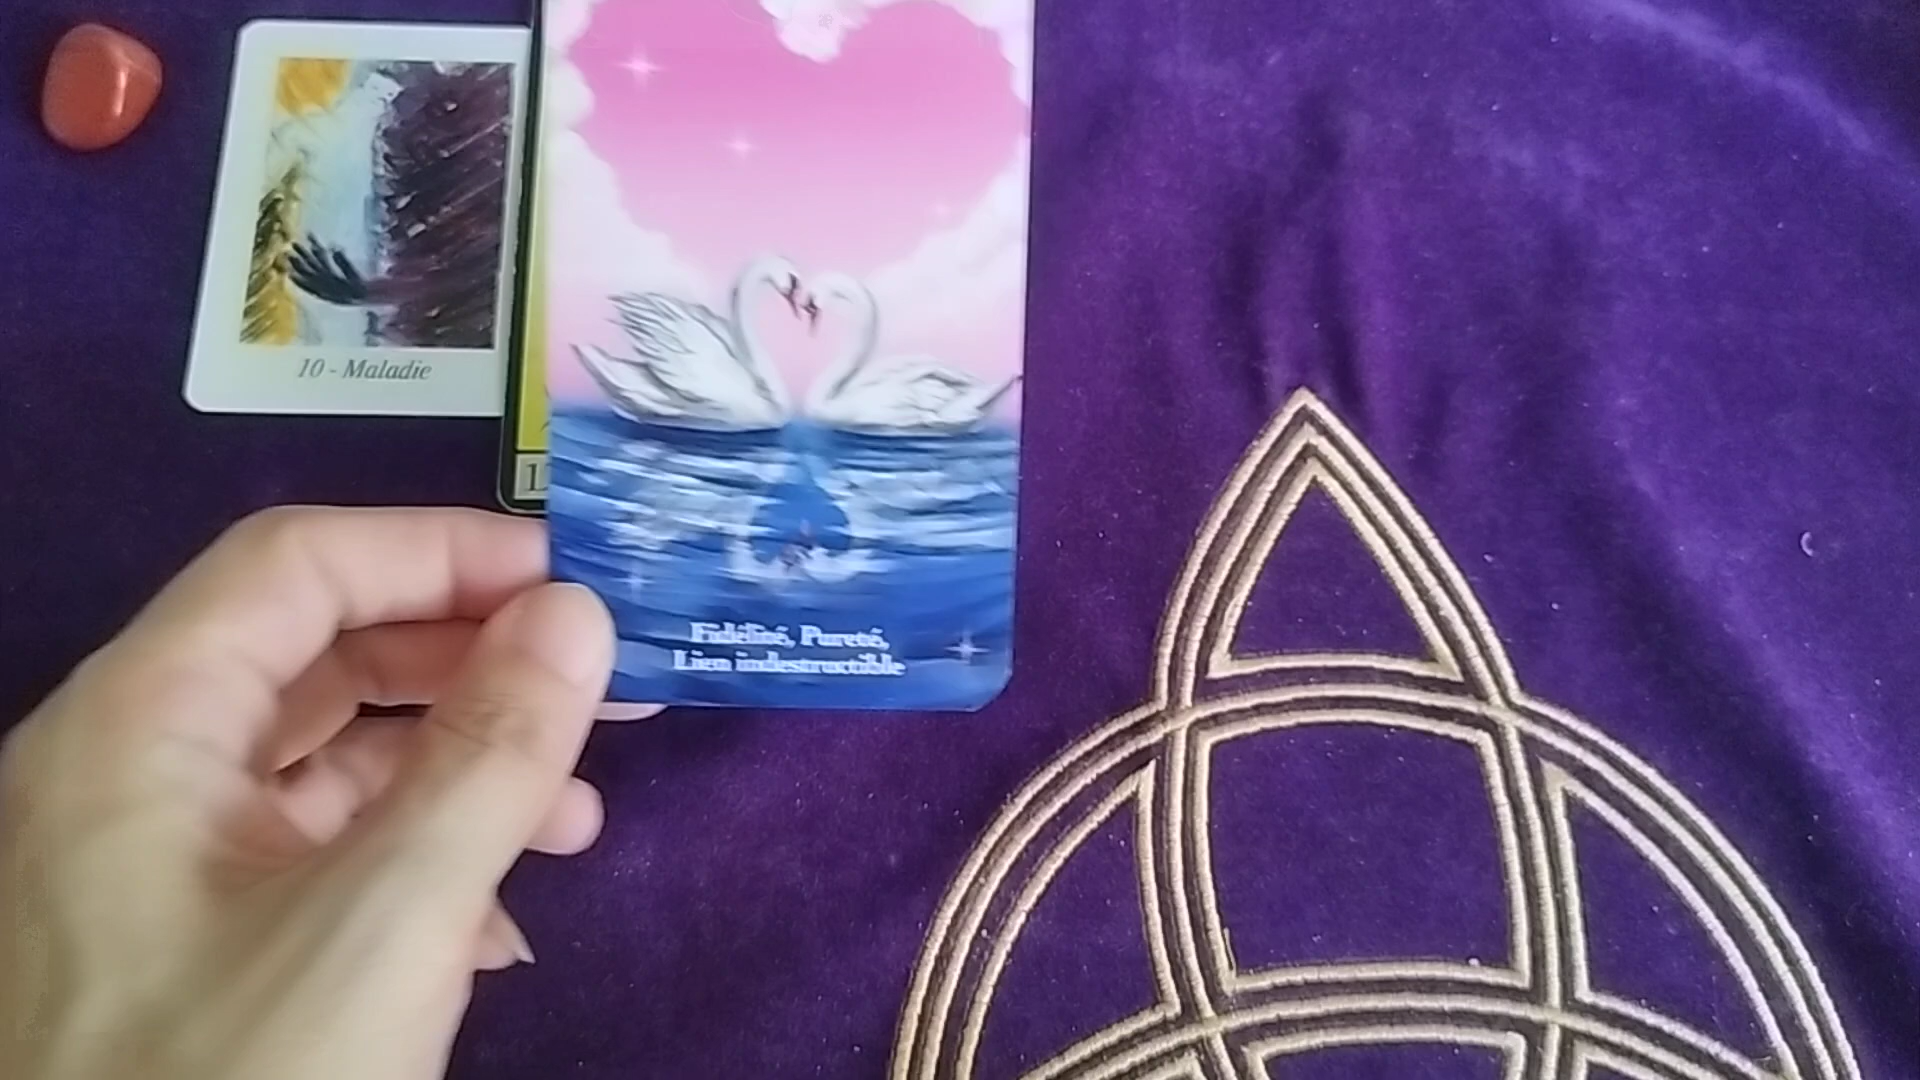 10 - Maladie
Fidélité, Pureté,
Lien indestructible